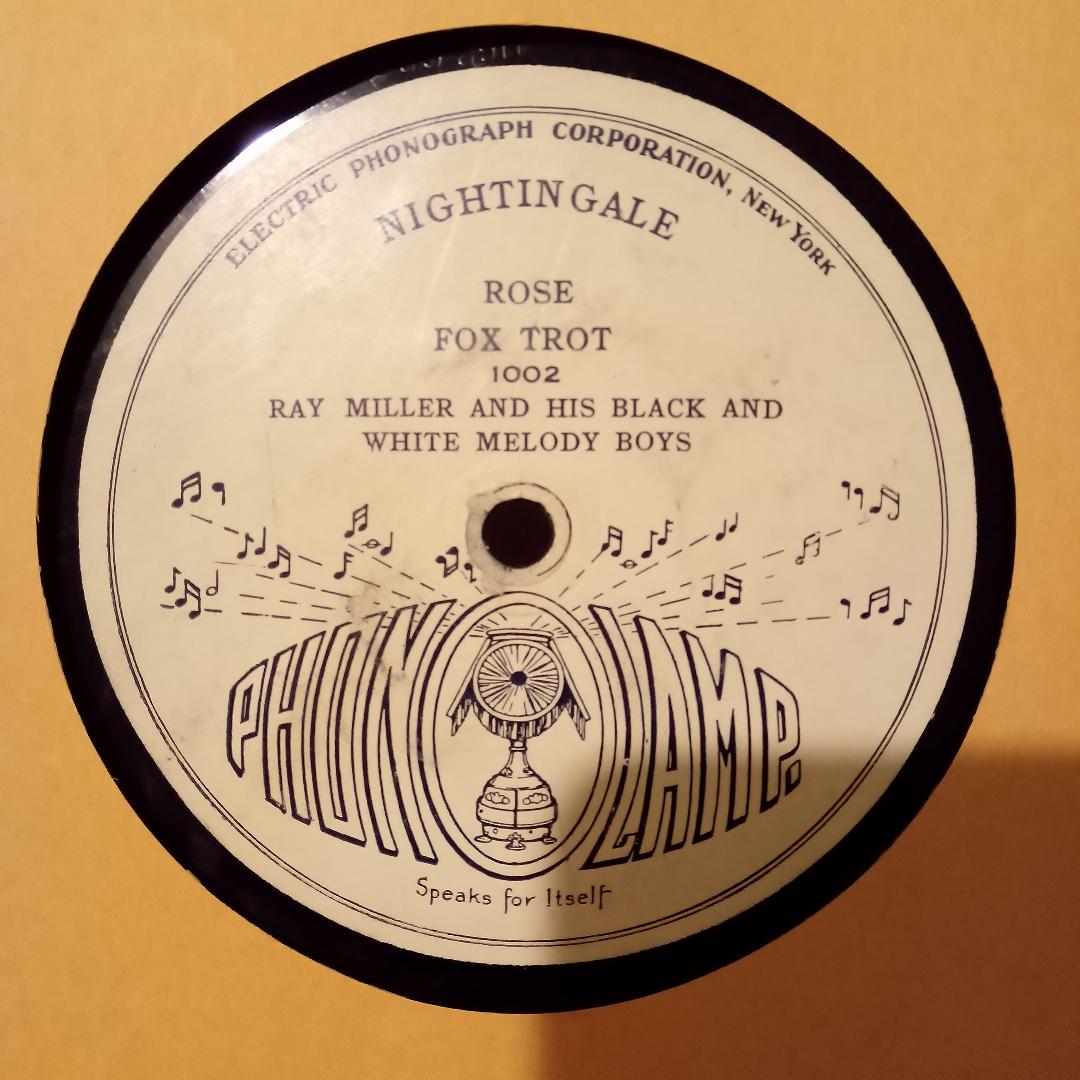 ELECTRIC PHONOGRAPH CORPORATION, NEW YORK
NIGHTINGALE
ROSE
FOX TROT
1002
RAY MILLER AND HIS BLACK AND
WHITE MELODY BOYS
PHONOLAMP.
Speaks for Itself